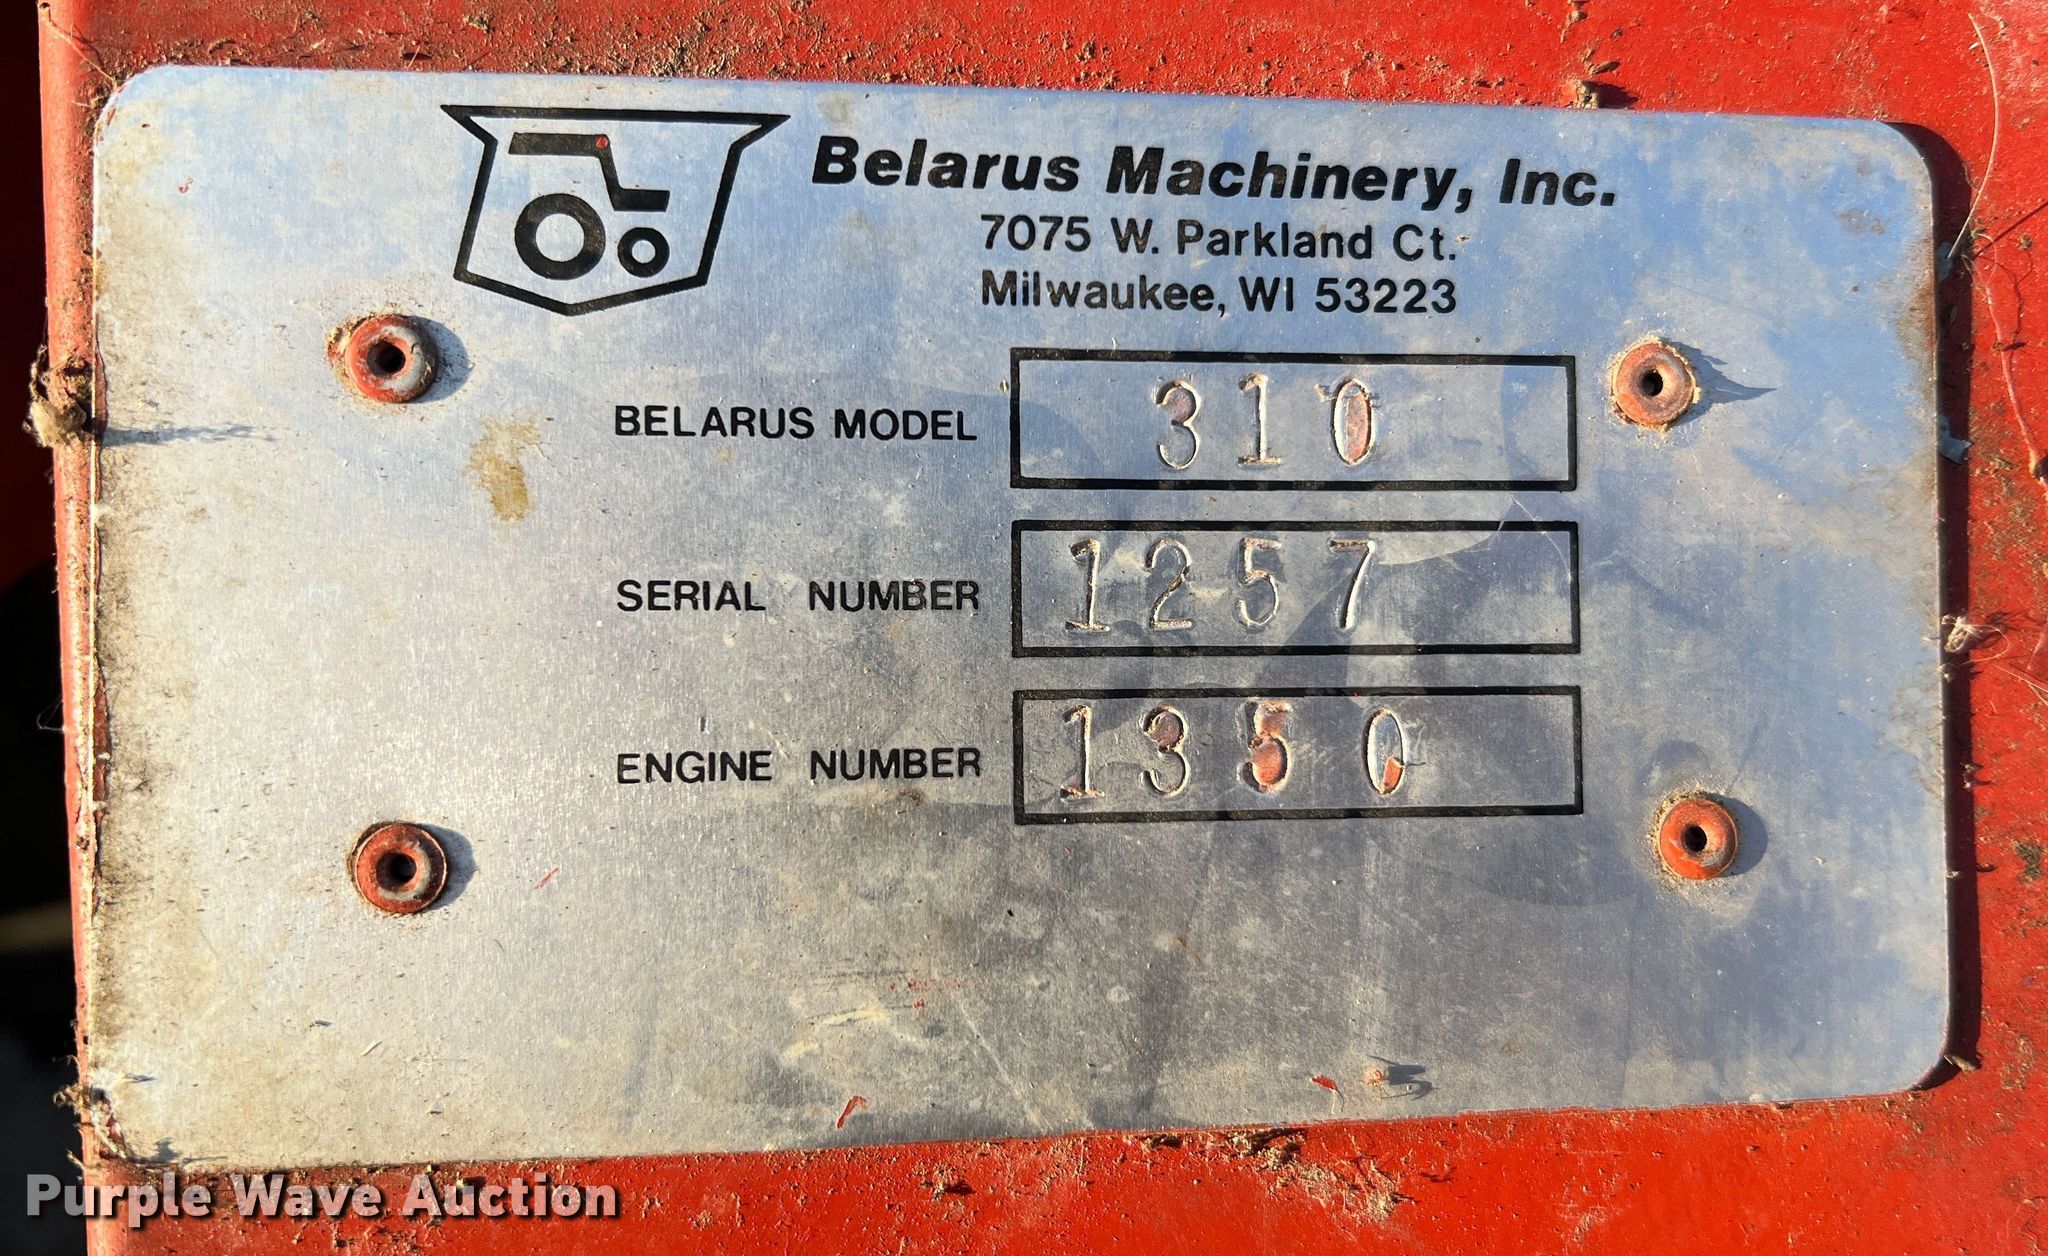 Belarus Machinery, Inc.
7075 W. Parkland Ct.
Milwaukee, WI 53223
BELARUS MODEL 310
SERIAL NUMBER 1257
ENGINE NUMBER 1350
Purple Wave Auction